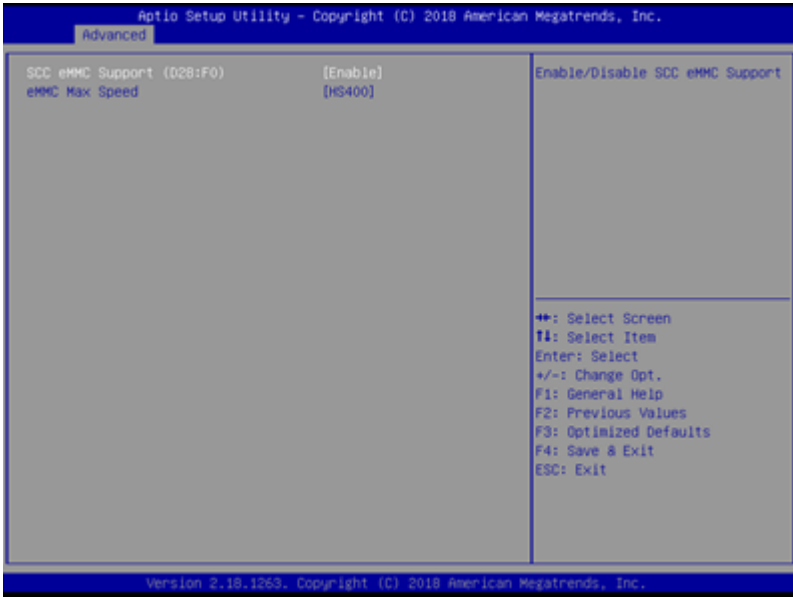 Aptio Setup Utility – Copyright (C) 2018 American Megatrends, Inc.
Advanced
SCC eMMC Support (D28:F0) [Enable]
eMMC Max Speed [HS400]
Enable/Disable SCC eMMC Support
→←: Select Screen
↑↓: Select Item
Enter: Select
+/-: Change Opt.
F1: General Help
F2: Previous Values
F3: Optimized Defaults
F4: Save & Exit
ESC: Exit
Version 2.18.1263. Copyright (C) 2018 American Megatrends, Inc.